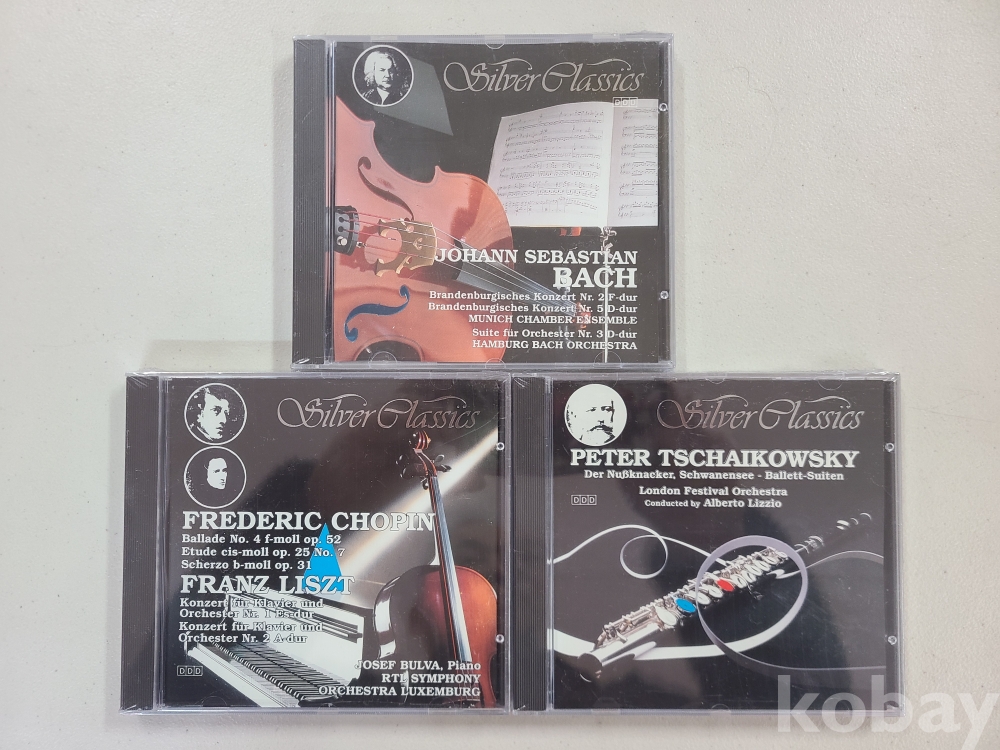 Silver Classics
DDD
JOHANN SEBASTIAN
BACH
Brandenburgisches Konzert Nr. 2 F-dur
Brandenburgisches Konzert Nr. 5 D-dur
MUNICH CHAMBER ENSEMBLE
Suite für Orchester Nr. 3 D-dur
HAMBURG BACH ORCHESTRA
Silver Classics
FREDERIC CHOPIN
Ballade No. 4 f-moll op. 52
Etude cis-moll op. 25 No. 7
Scherzo b-moll op. 31
FRANZ LISZT
Konzert für Klavier und
Orchester Nr. 1 Es-dur
Konzert für Klavier und
Orchester Nr. 2 A-dur
DDD
JOSEF BULVA, Piano
RTL SYMPHONY
ORCHESTRA LUXEMBURG
Silver Classics
PETER TSCHAIKOWSKY
Der Nußknacker, Schwanensee - Ballett-Suiten
London Festival Orchestra
Conducted by Alberto Lizzio
DDD
kobay